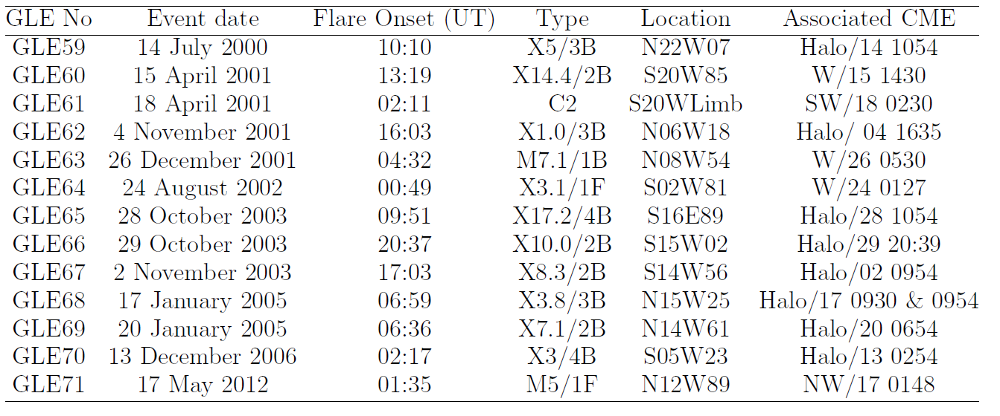 GLE No Event date Flare Onset (UT) Type Location Associated CME
GLE59 14 July 2000 10:10 X5/3B N22W07 Halo/14 1054
GLE60 15 April 2001 13:19 X14.4/2B S20W85 W/15 1430
GLE61 18 April 2001 02:11 C2 S20WLimb SW/18 0230
GLE62 4 November 2001 16:03 X1.0/3B N06W18 Halo/ 04 1635
GLE63 26 December 2001 04:32 M7.1/1B N08W54 W/26 0530
GLE64 24 August 2002 00:49 X3.1/1F S02W81 W/24 0127
GLE65 28 October 2003 09:51 X17.2/4B S16E89 Halo/28 1054
GLE66 29 October 2003 20:37 X10.0/2B S15W02 Halo/29 20:39
GLE67 2 November 2003 17:03 X8.3/2B S14W56 Halo/02 0954
GLE68 17 January 2005 06:59 X3.8/3B N15W25 Halo/17 0930 & 0954
GLE69 20 January 2005 06:36 X7.1/2B N14W61 Halo/20 0654
GLE70 13 December 2006 02:17 X3/4B S05W23 Halo/13 0254
GLE71 17 May 2012 01:35 M5/1F N12W89 NW/17 0148